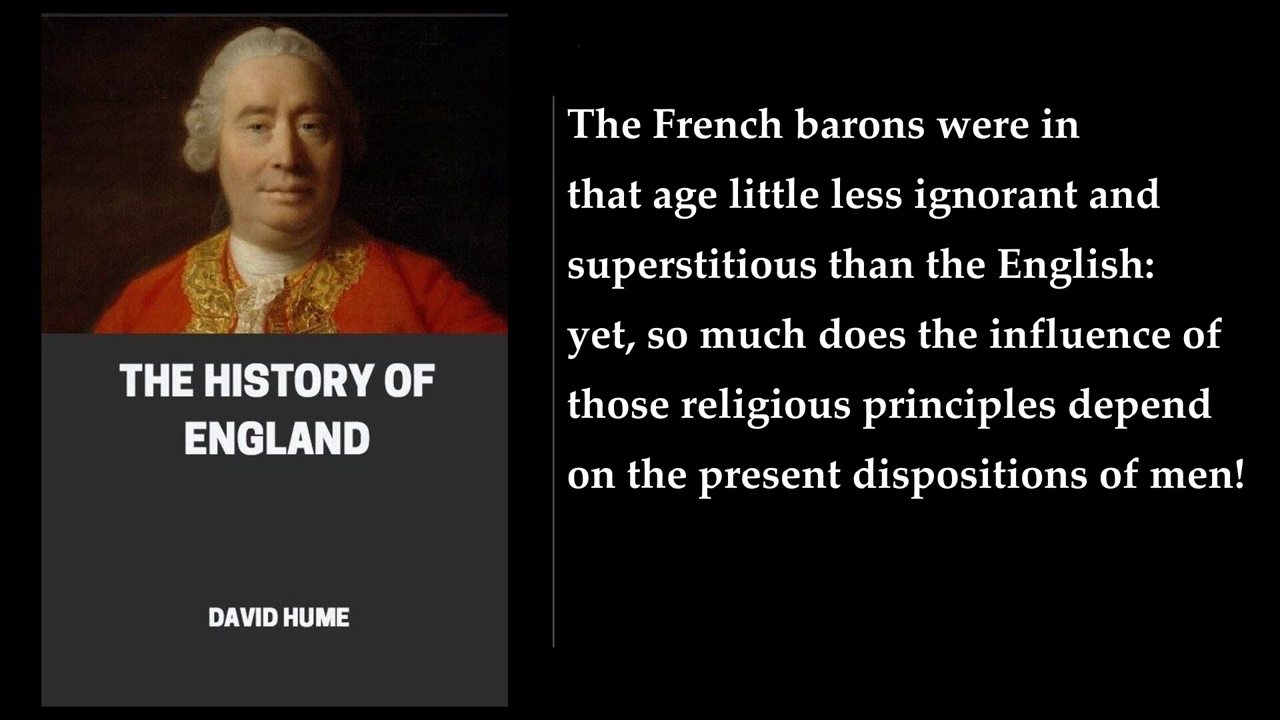 THE HISTORY OF
ENGLAND
DAVID HUME
The French barons were in
that age little less ignorant and
superstitious than the English:
yet, so much does the influence of
those religious principles depend
on the present dispositions of men!